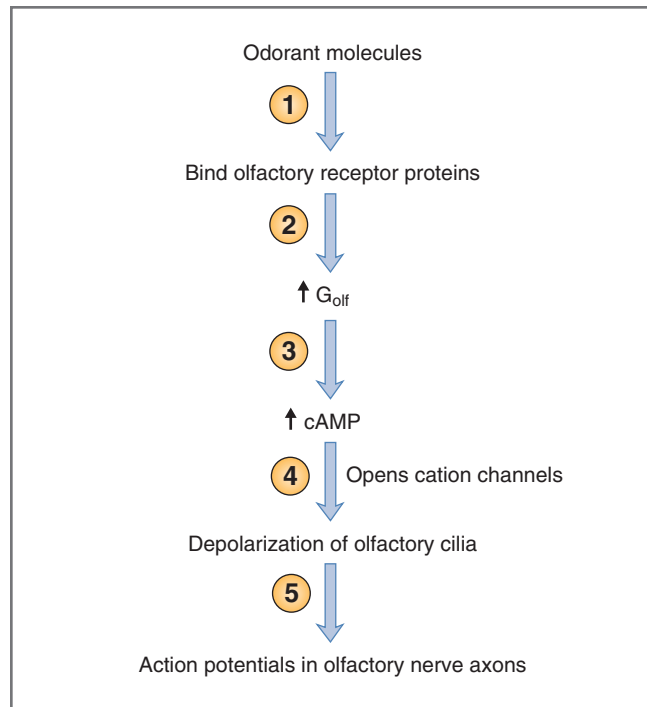 Odorant molecules
1
Bind olfactory receptor proteins
2
↑ Golf
3
↑ cAMP
4 Opens cation channels
Depolarization of olfactory cilia
5
Action potentials in olfactory nerve axons